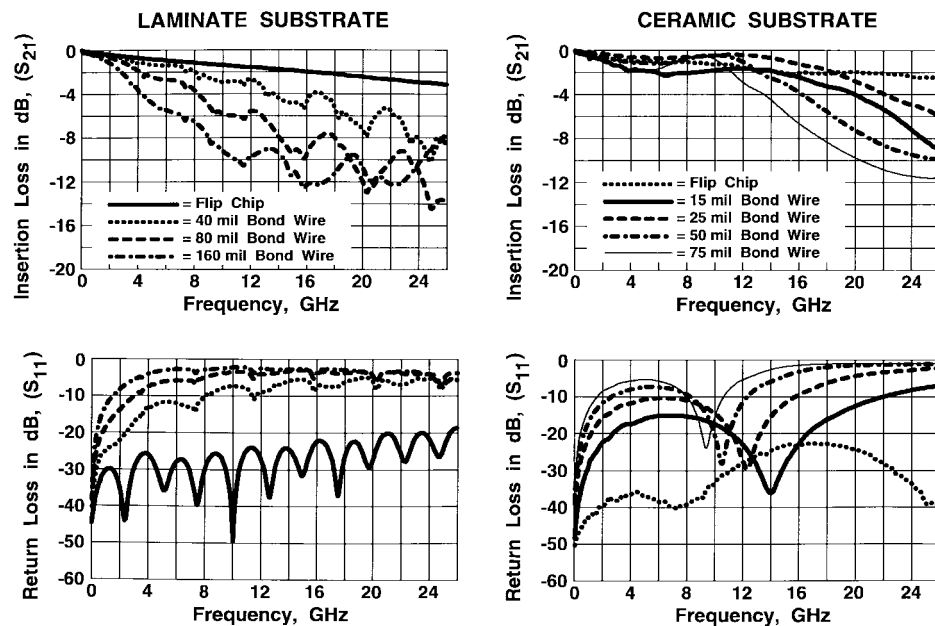 LAMINATE SUBSTRATE
Insertion Loss in dB, (S21)
0
-4
-8
-12
-16
-20
= Flip Chip
= 40 mil Bond Wire
= 80 mil Bond Wire
= 160 mil Bond Wire
0 4 8 12 16 20 24
Frequency, GHz
CERAMIC SUBSTRATE
Insertion Loss in dB, (S21)
0
-4
-8
-12
-16
-20
= Flip Chip
= 15 mil Bond Wire
= 25 mil Bond Wire
= 50 mil Bond Wire
= 75 mil Bond Wire
0 4 8 12 16 20 24
Frequency, GHz
Return Loss in dB, (S11)
0
-10
-20
-30
-40
-50
-60
0 4 8 12 16 20 24
Frequency, GHz
Return Loss in dB, (S11)
0
-10
-20
-30
-40
-50
-60
0 4 8 12 16 20 24
Frequency, GHz